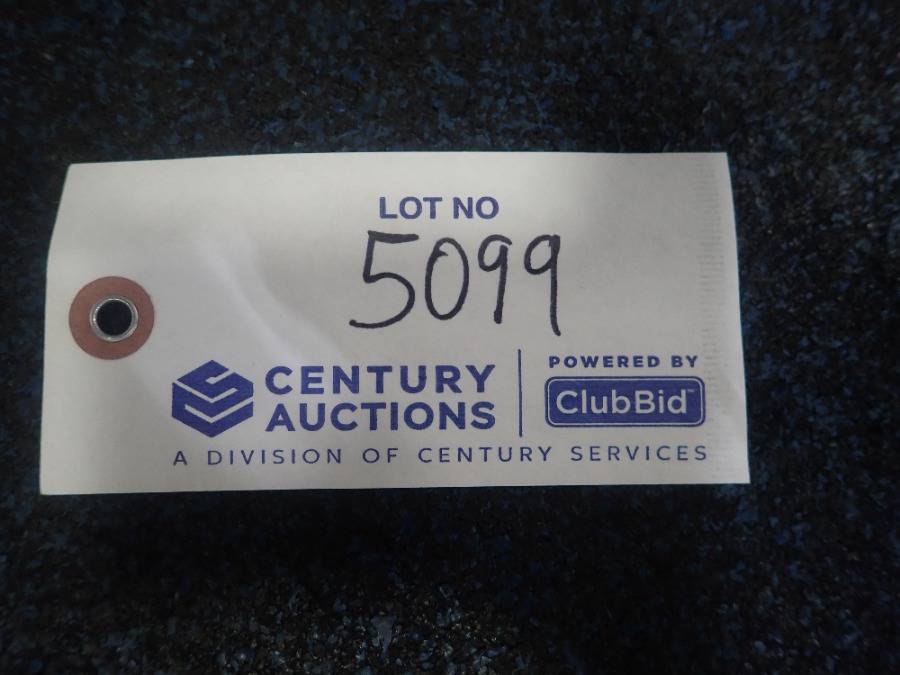 LOT NO
5099
CENTURY
AUCTIONS
POWERED BY
ClubBid™
A DIVISION OF CENTURY SERVICES